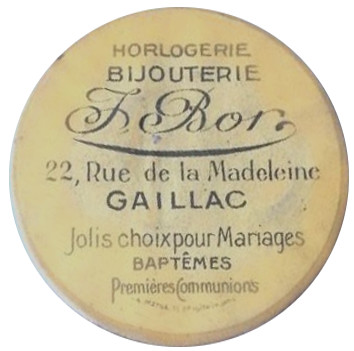 HORLOGERIE
BIJOUTERIE
F. Bor
22, Rue de la Madeleine
GAILLAC
Jolis choix pour Mariages
BAPTÊMES
Premières Communions